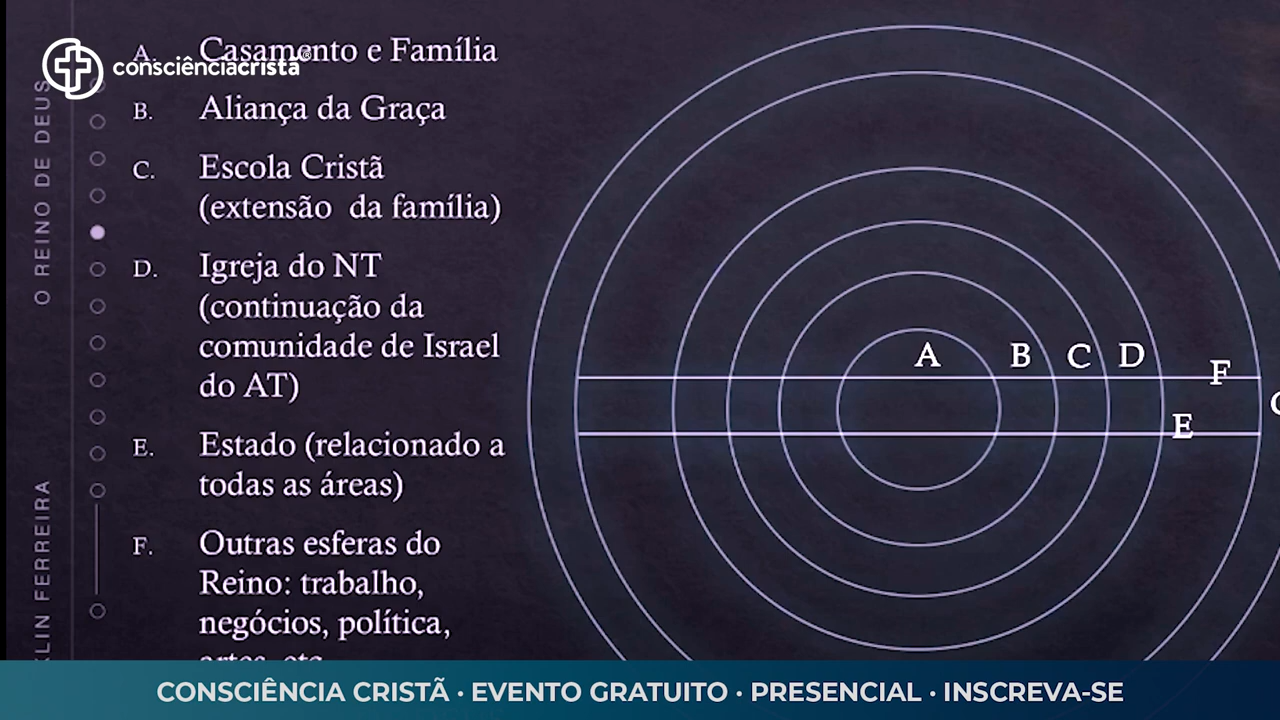 consciênciacristã®
O REINO DE DEUS
KLIN FERREIRA
A. Casamento e Família
B. Aliança da Graça
C. Escola Cristã
(extensão da família)
D. Igreja do NT
(continuação da
comunidade de Israel
do AT)
E. Estado (relacionado a
todas as áreas)
F. Outras esferas do
Reino: trabalho,
negócios, política,
artes, etc
A B C D
F
E
CONSCIÊNCIA CRISTÃ · EVENTO GRATUITO · PRESENCIAL · INSCREVA-SE